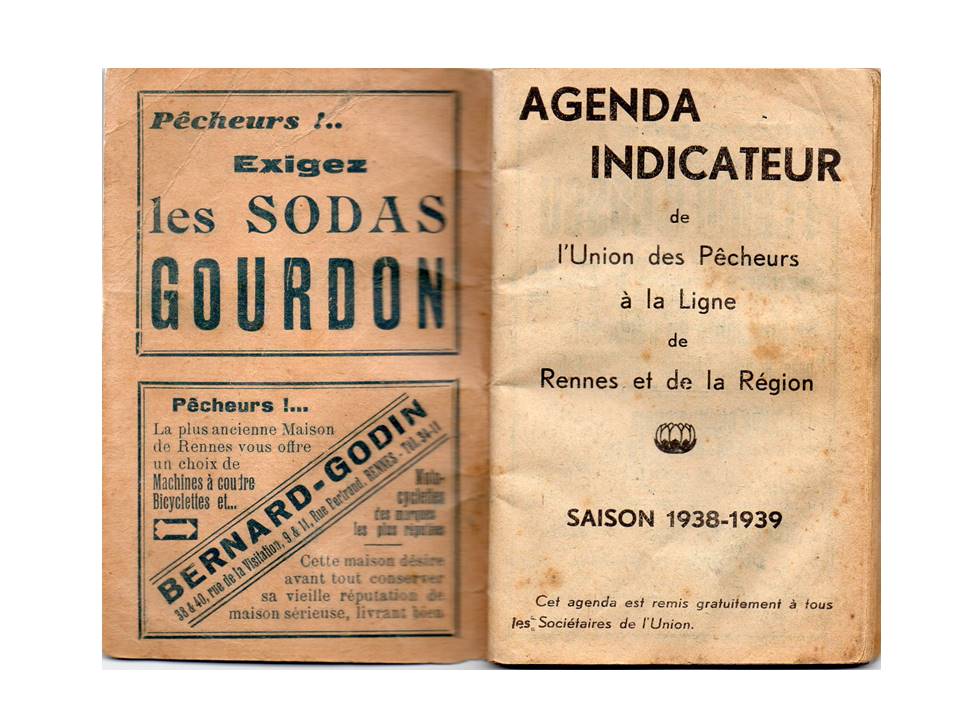 Pêcheurs !..
Exigez
les SODAS
GOURDON
Pêcheurs !...
La plus ancienne Maison
de Rennes vous offre
un choix de
Machines à coudre
Bicyclettes et...
BERNARD-GODIN
38 & 40, rue de la Visitation, 9 & 11, Rue Pertrand, RENNES - Tél. 34-11
Moto-
cyclettes
des marques
les plus réputées
Cette maison désire
avant tout conserver
sa vieille réputation de
maison sérieuse, livrant bien
AGENDA
INDICATEUR
de
l'Union des Pêcheurs
à la Ligne
de
Rennes et de la Région
SAISON 1938-1939
Cet agenda est remis gratuitement à tous
les Sociétaires de l'Union.